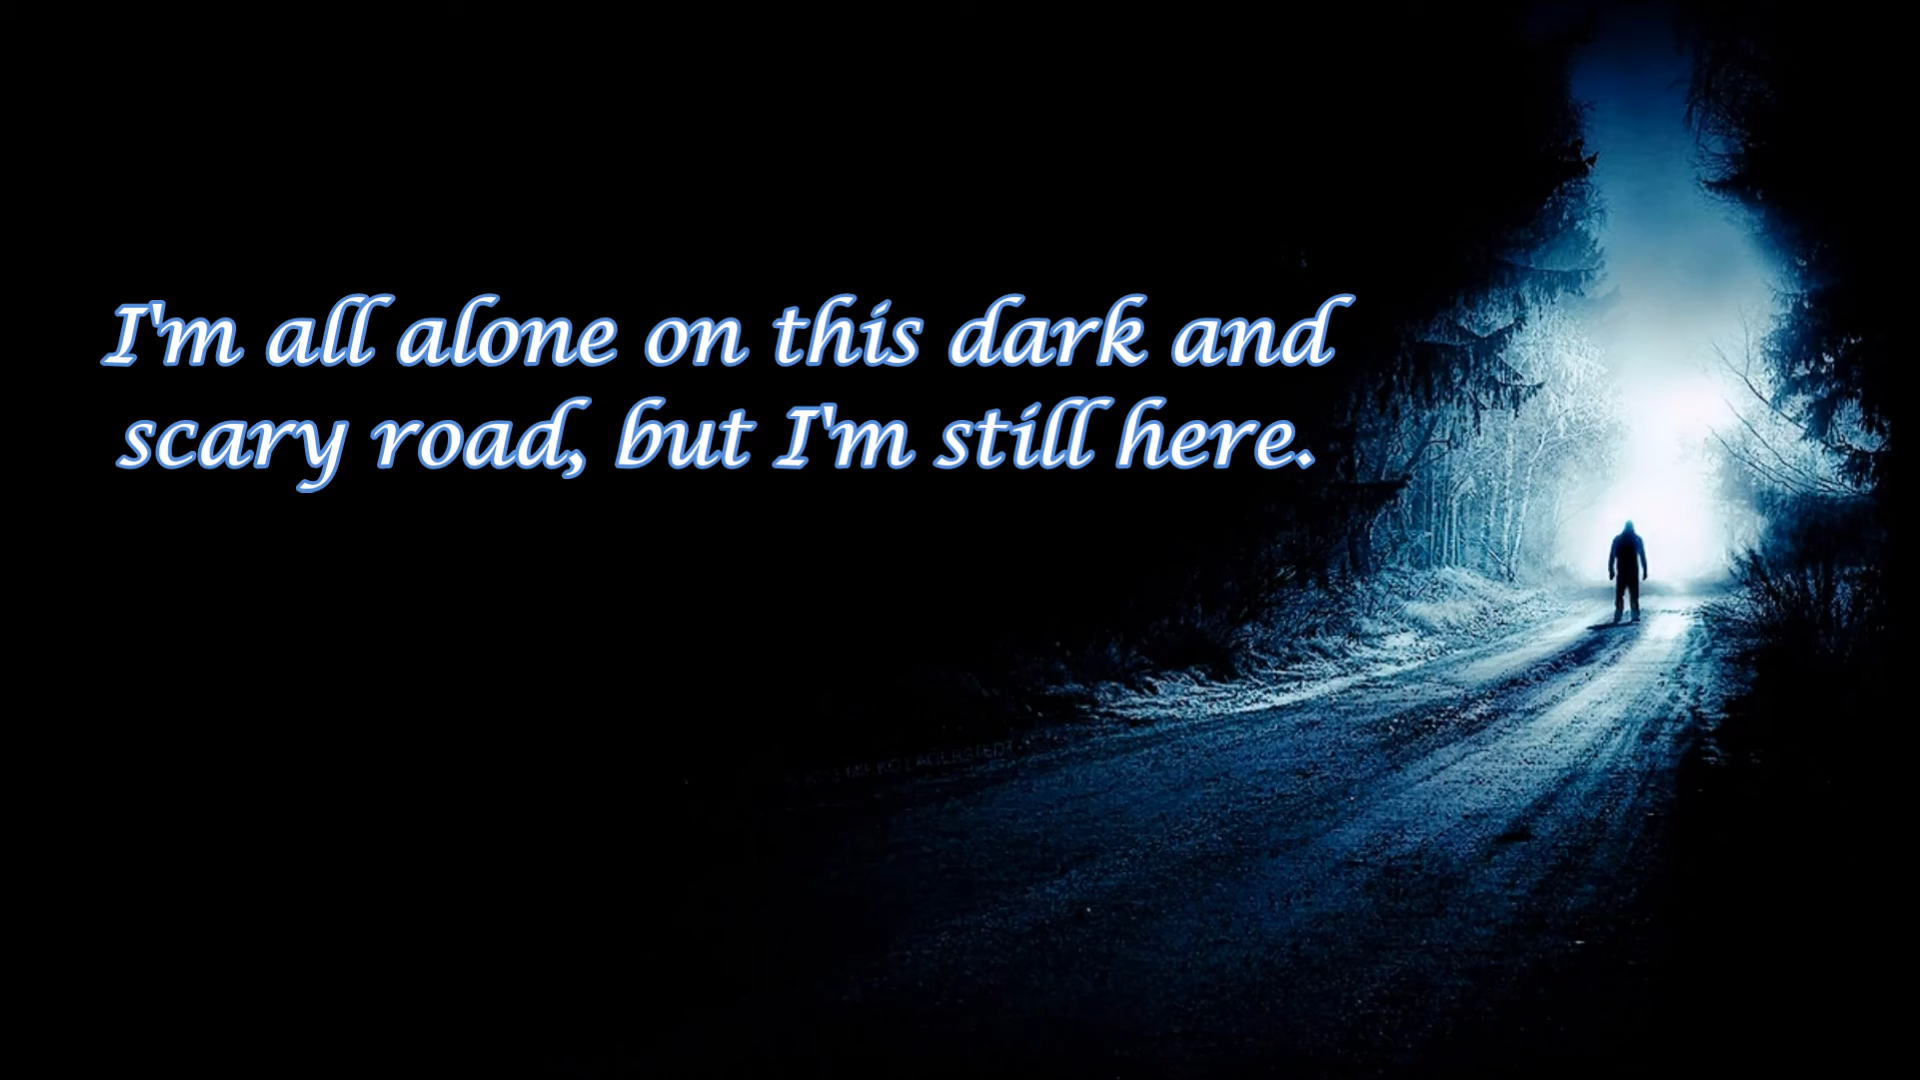 I'm all alone on this dark and
scary road, but I'm still here.